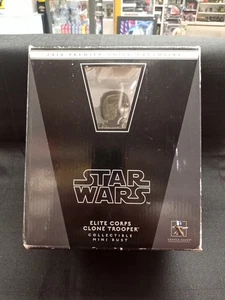 STAR
WARS
ELITE CORPS
CLONE TROOPER
COLLECTIBLE
MINI BUST